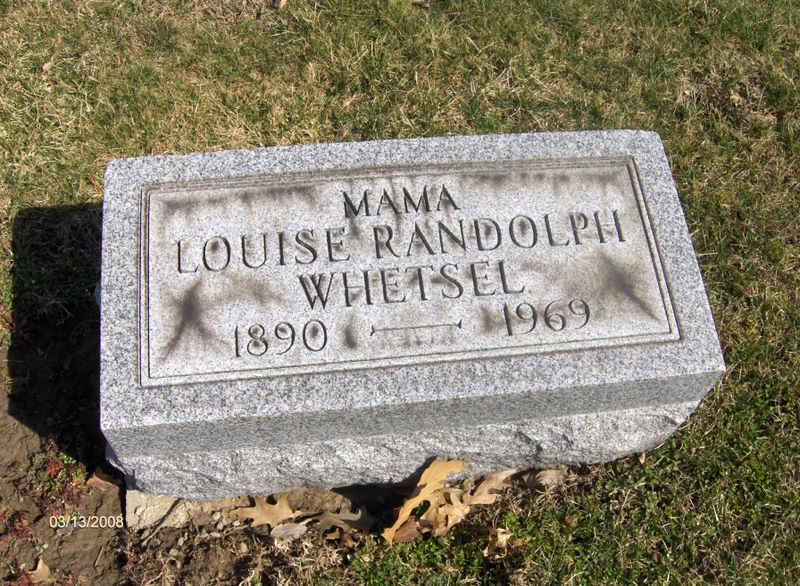 MAMA
LOUISE RANDOLPH
WHETSEL
1890 — 1969
03/13/2008